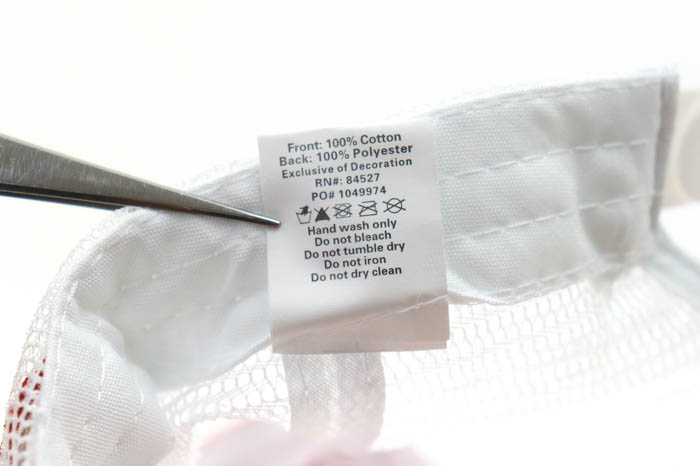 Front: 100% Cotton
Back: 100% Polyester
Exclusive of Decoration
RN#: 84527
PO# 1049974
Hand wash only
Do not bleach
Do not tumble dry
Do not iron
Do not dry clean